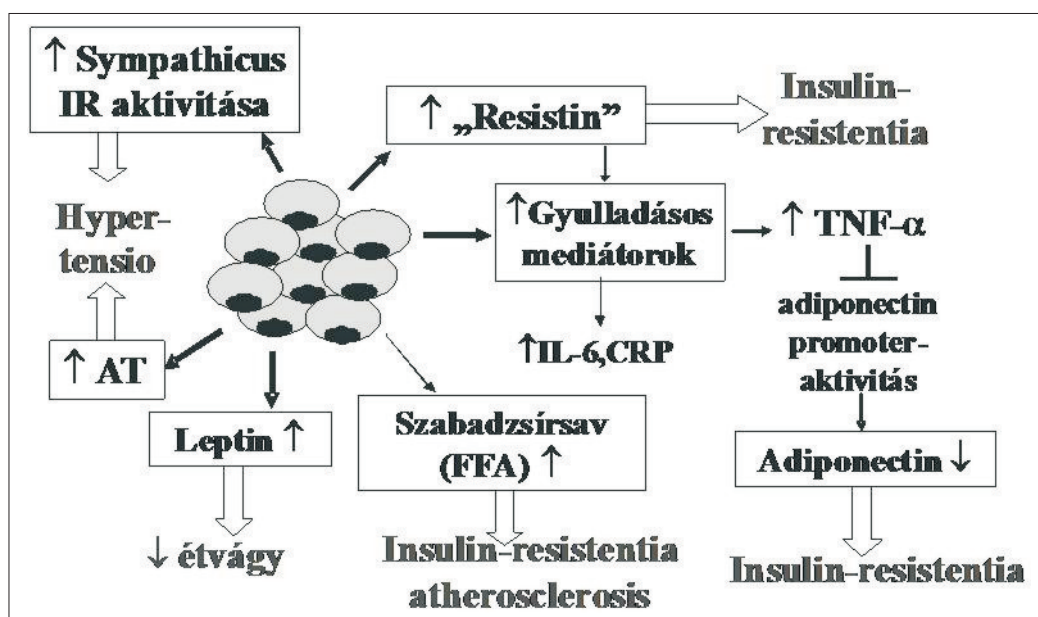 ↑ Sympathicus
IR aktivitása
Hyper-
tensio
↑ AT
Leptin ↑
↓ étvágy
↑ „Resistin”
Insulin-
resistentia
↑Gyulladásos
mediátorok
↑ TNF-α
↑IL-6,CRP
adiponectin
promoter-
aktivitás
Szabadzsírsav
(FFA) ↑
Insulin-resistentia
atherosclerosis
Adiponectin ↓
Insulin-resistentia